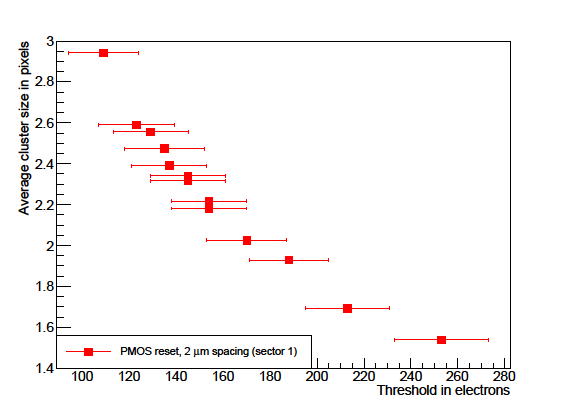 Average cluster size in pixels
3
2.8
2.6
2.4
2.2
2
1.8
1.6
1.4
PMOS reset, 2 μm spacing (sector 1)
100 120 140 160 180 200 220 240 260 280
Threshold in electrons